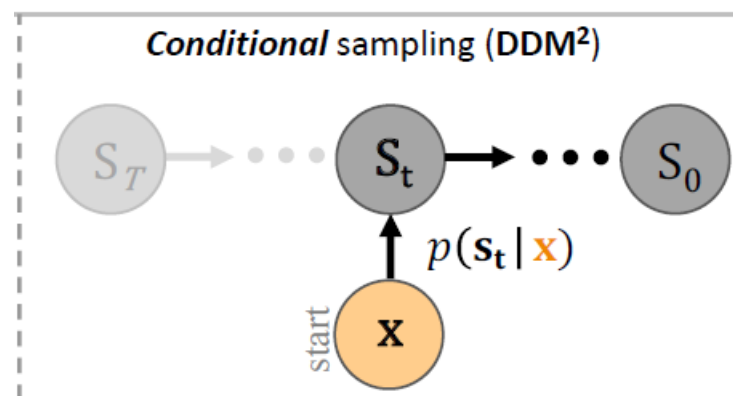 Conditional sampling (DDM²)
S_T S_t S_0
p(s_t | x)
start x